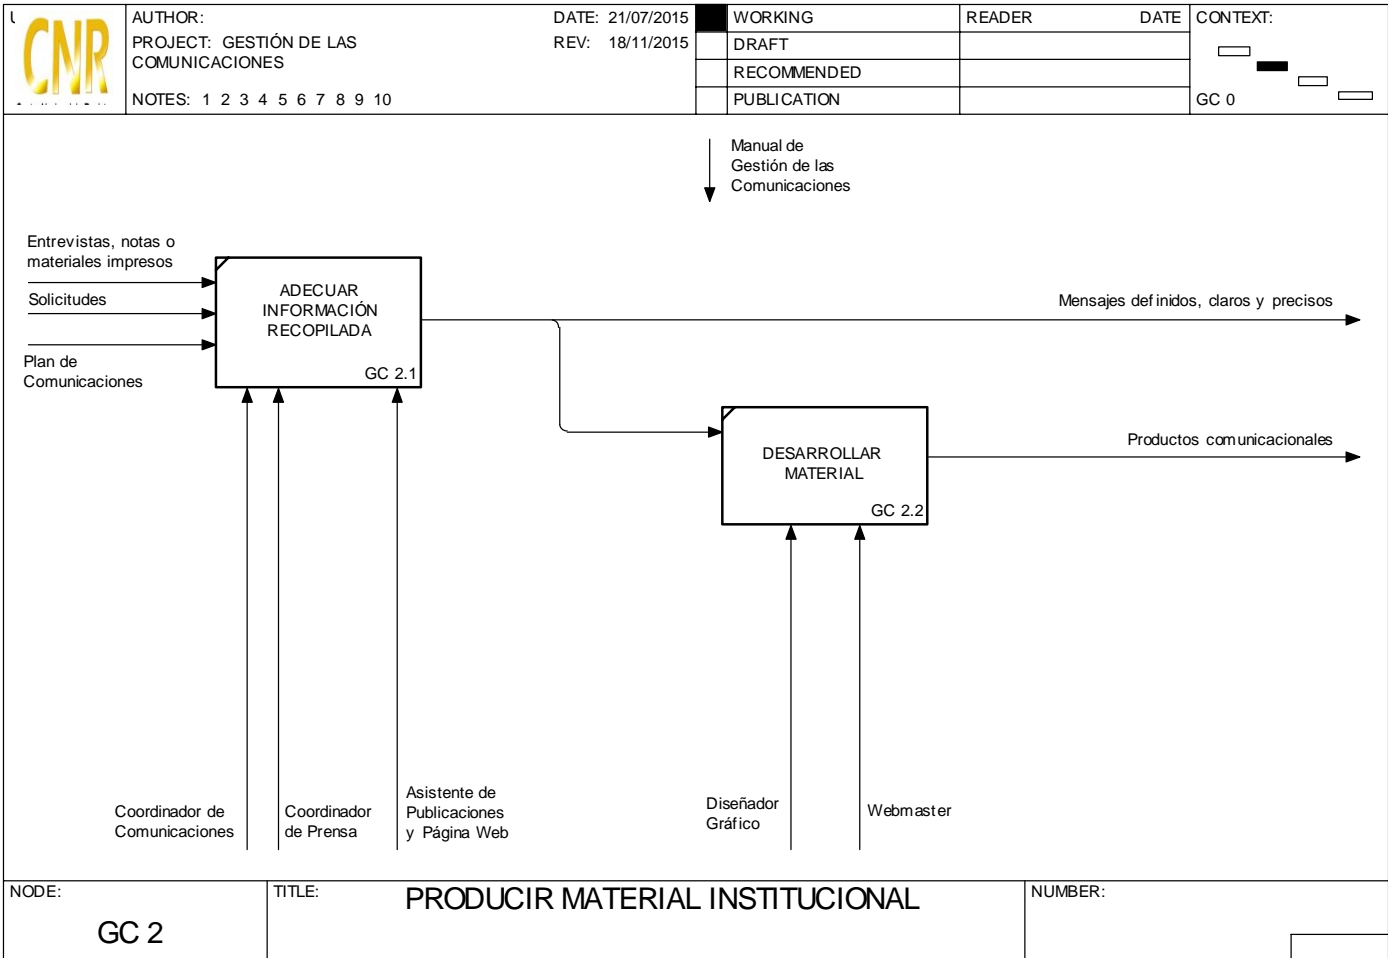 CNR
AUTHOR:
DATE: 21/07/2015
PROJECT: GESTIÓN DE LAS
COMUNICACIONES
REV: 18/11/2015
NOTES: 1 2 3 4 5 6 7 8 9 10
WORKING
DRAFT
RECOMMENDED
PUBLICATION
READER DATE
CONTEXT:
GC 0
Manual de
Gestión de las
Comunicaciones
Entrevistas, notas o
materiales impresos
Solicitudes
Plan de
Comunicaciones
ADECUAR
INFORMACIÓN
RECOPILADA
GC 2.1
Mensajes definidos, claros y precisos
DESARROLLAR
MATERIAL
GC 2.2
Productos comunicacionales
Coordinador de
Comunicaciones
Coordinador
de Prensa
Asistente de
Publicaciones
y Página Web
Diseñador
Gráfico
Webmaster
NODE:
GC 2
TITLE:
PRODUCIR MATERIAL INSTITUCIONAL
NUMBER: